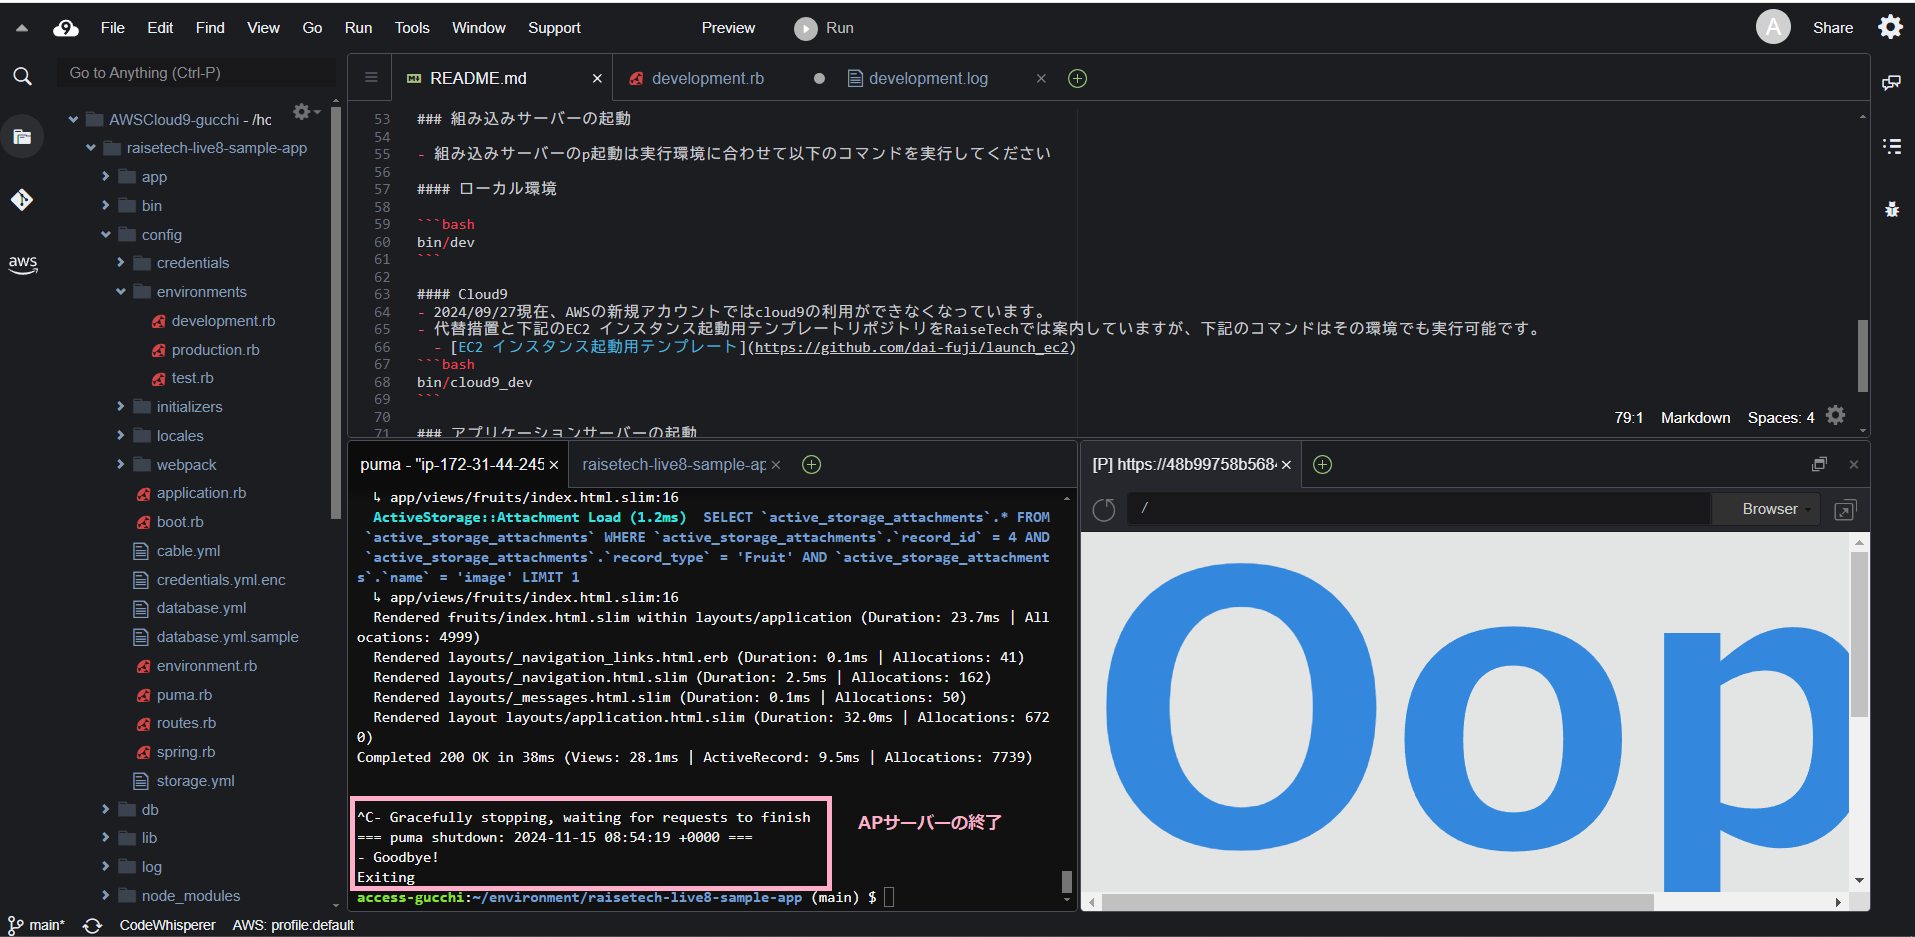 File Edit Find View Go Run Tools Window Support Preview Run A Share
Go to Anything (Ctrl-P)
README.md development.rb development.log
AWSCloud9-gucchi - /ho
raisetech-live8-sample-app
app
bin
config
credentials
environments
development.rb
production.rb
test.rb
initializers
locales
webpack
application.rb
boot.rb
cable.yml
credentials.yml.enc
database.yml
database.yml.sample
environment.rb
puma.rb
routes.rb
spring.rb
storage.yml
db
lib
log
node_modules
aws
53 ### 組み込みサーバーの起動
54
55 - 組み込みサーバーのp起動は実行環境に合わせて以下のコマンドを実行してください
56
57 #### ローカル環境
58
59 ```bash
60 bin/dev
61 ```
62
63 #### Cloud9
64 - 2024/09/27現在、AWSの新規アカウントではcloud9の利用ができなくなっています。
65 - 代替措置と下記のEC2 インスタンス起動用テンプレートリポジトリをRaiseTechでは案内していますが、下記のコマンドはその環境でも実行可能です。
66 - [EC2 インスタンス起動用テンプレート](https://github.com/dai-fuji/launch_ec2)
67 ```bash
68 bin/cloud9_dev
69 ```
70
71 ### アプリケーションサーバーの起動
79:1 Markdown Spaces: 4
puma - "ip-172-31-44-245 raisetech-live8-sample-ap
↳ app/views/fruits/index.html.slim:16
ActiveStorage::Attachment Load (1.2ms)  SELECT `active_storage_attachments`.* FROM
`active_storage_attachments` WHERE `active_storage_attachments`.`record_id` = 4 AND
`active_storage_attachments`.`record_type` = 'Fruit' AND `active_storage_attachment
s`.`name` = 'image' LIMIT 1
↳ app/views/fruits/index.html.slim:16
Rendered fruits/index.html.slim within layouts/application (Duration: 23.7ms | All
ocations: 4999)
Rendered layouts/_navigation_links.html.erb (Duration: 0.1ms | Allocations: 41)
Rendered layouts/_navigation.html.slim (Duration: 2.5ms | Allocations: 162)
Rendered layouts/_messages.html.slim (Duration: 0.1ms | Allocations: 50)
Rendered layout layouts/application.html.slim (Duration: 32.0ms | Allocations: 672
0)
Completed 200 OK in 38ms (Views: 28.1ms | ActiveRecord: 9.5ms | Allocations: 7739)
^C- Gracefully stopping, waiting for requests to finish
=== puma shutdown: 2024-11-15 08:54:19 +0000 ===
- Goodbye!
Exiting
APサーバーの終了
access-gucchi:~/environment/raisetech-live8-sample-app (main) $
[P] https://48b99758b568
/ Browser
Oop
main* CodeWhisperer AWS: profile:default